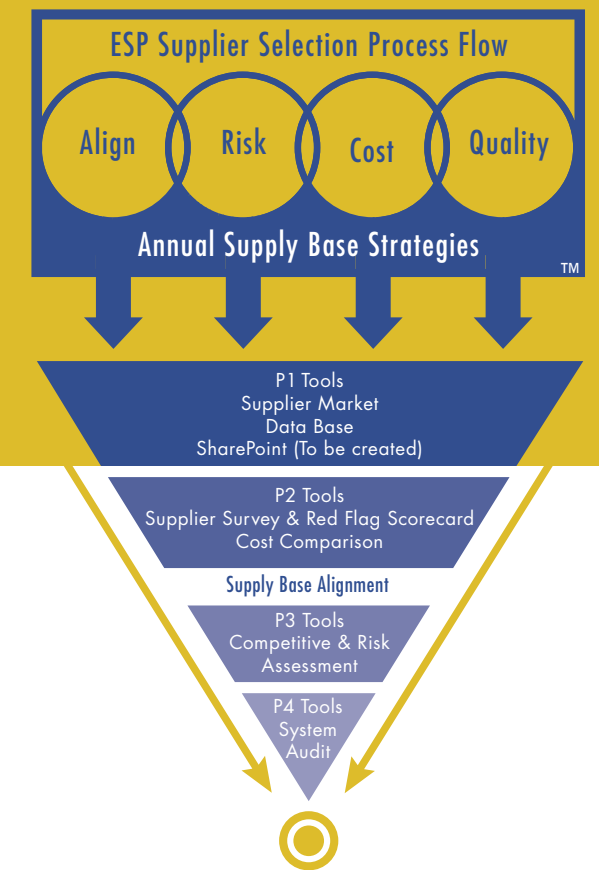 ESP Supplier Selection Process Flow
Align Risk Cost Quality
Annual Supply Base Strategies
TM
P1 Tools
Supplier Market
Data Base
SharePoint (To be created)
P2 Tools
Supplier Survey & Red Flag Scorecard
Cost Comparison
Supply Base Alignment
P3 Tools
Competitive & Risk
Assessment
P4 Tools
System
Audit